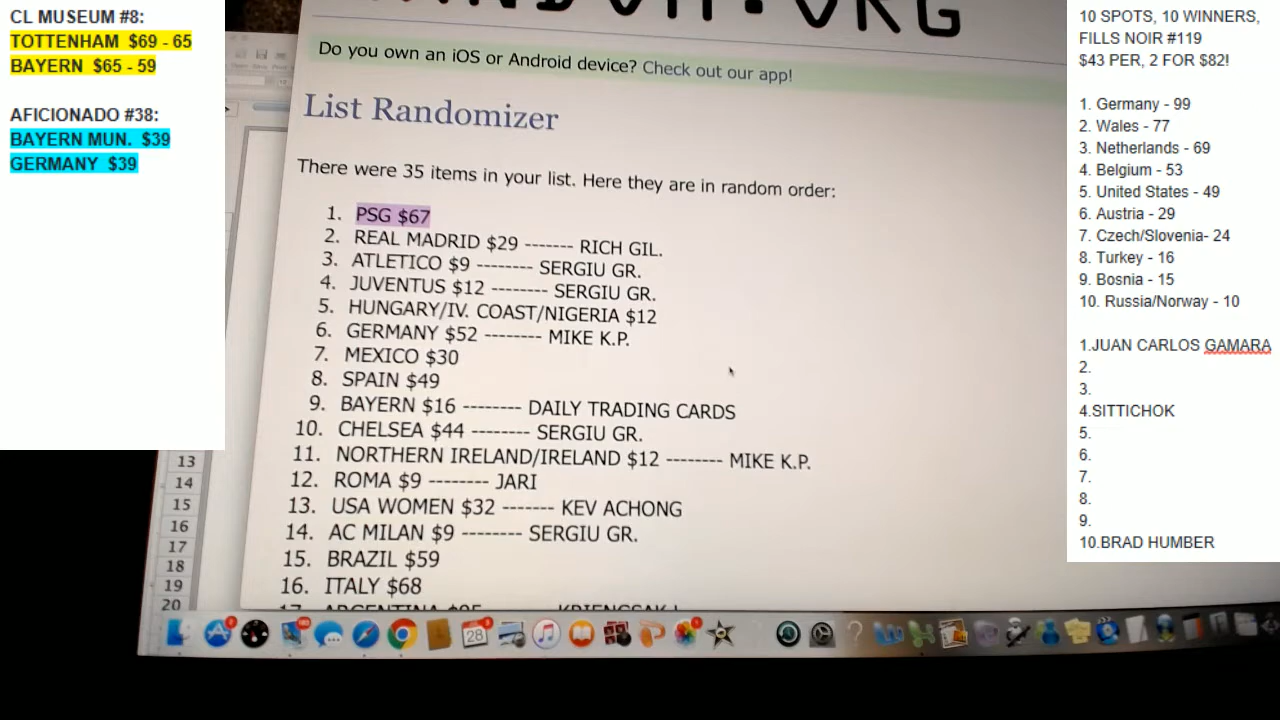 CL MUSEUM #8:
TOTTENHAM $69 - 65
BAYERN $65 - 59
AFICIONADO #38:
BAYERN MUN. $39
GERMANY $39
Do you own an iOS or Android device? Check out our app!
List Randomizer
There were 35 items in your list. Here they are in random order:
1. PSG $67
2. REAL MADRID $29 ------- RICH GIL.
3. ATLETICO $9 -------- SERGIU GR.
4. JUVENTUS $12 -------- SERGIU GR.
5. HUNGARY/IV. COAST/NIGERIA $12
6. GERMANY $52 -------- MIKE K.P.
7. MEXICO $30
8. SPAIN $49
9. BAYERN $16 -------- DAILY TRADING CARDS
10. CHELSEA $44 -------- SERGIU GR.
11. NORTHERN IRELAND/IRELAND $12 -------- MIKE K.P.
12. ROMA $9 -------- JARI
13. USA WOMEN $32 ------- KEV ACHONG
14. AC MILAN $9 -------- SERGIU GR.
15. BRAZIL $59
16. ITALY $68
13
14
15
16
17
18
19
20
28
10 SPOTS, 10 WINNERS,
FILLS NOIR #119
$43 PER, 2 FOR $82!
1. Germany - 99
2. Wales - 77
3. Netherlands - 69
4. Belgium - 53
5. United States - 49
6. Austria - 29
7. Czech/Slovenia- 24
8. Turkey - 16
9. Bosnia - 15
10. Russia/Norway - 10
1.JUAN CARLOS GAMARA
2.
3.
4.SITTICHOK
5.
6.
7.
8.
9.
10.BRAD HUMBER